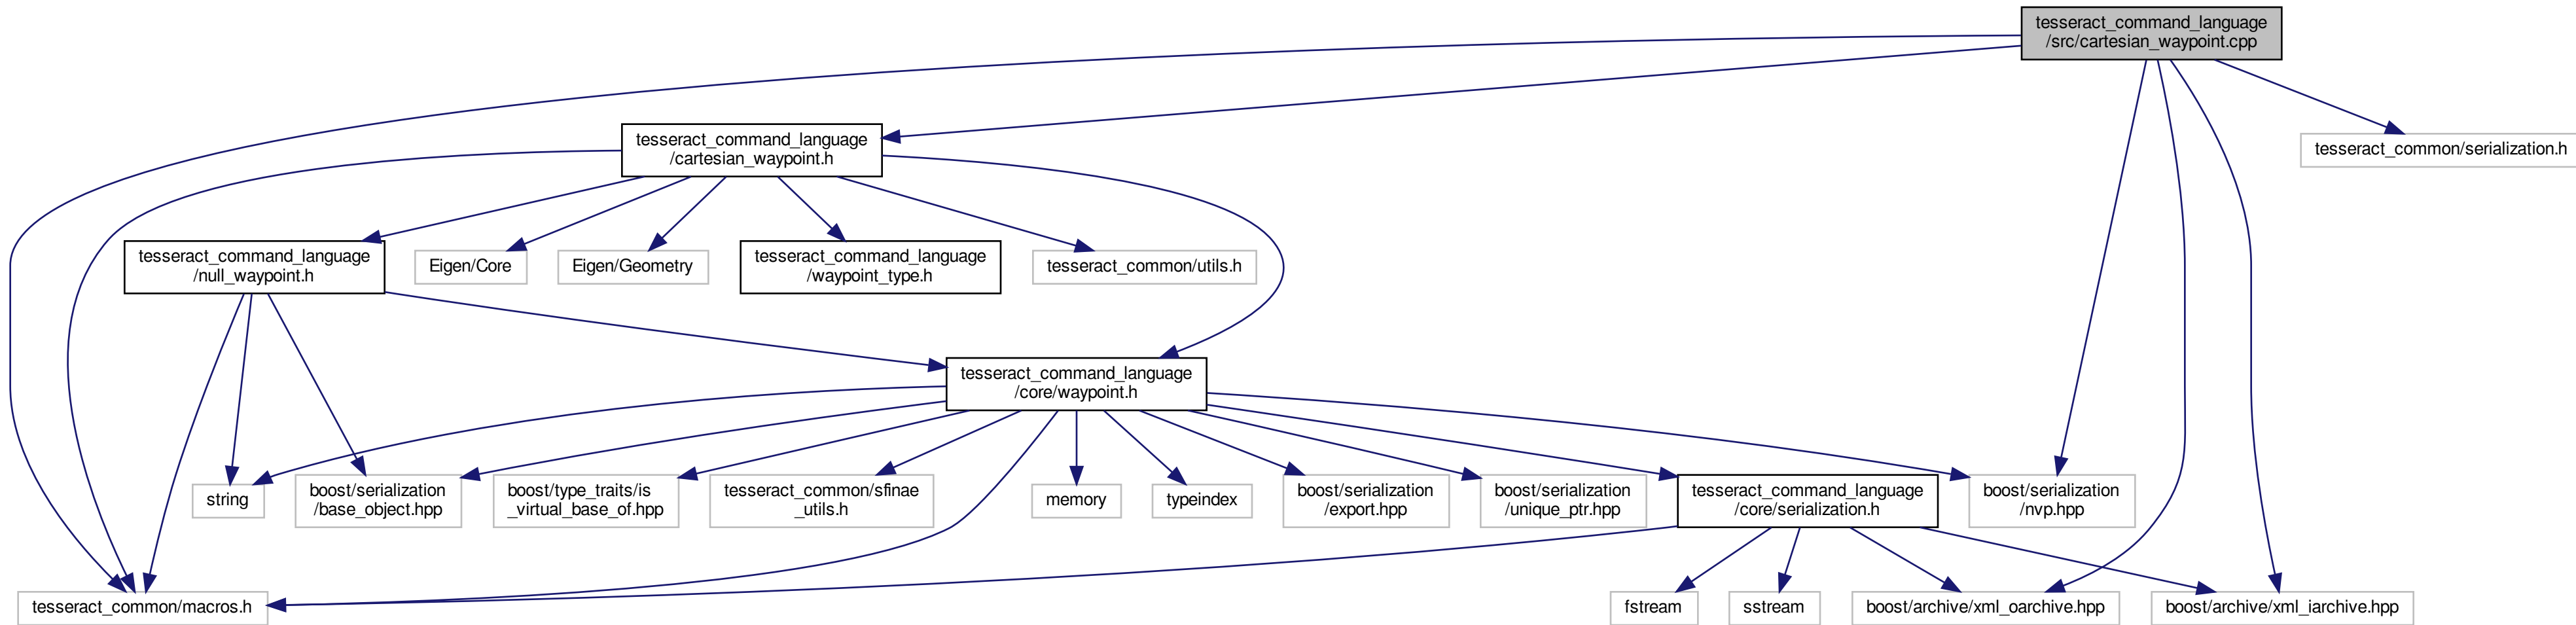 tesseract_command_language
/src/cartesian_waypoint.cpp
tesseract_command_language
/cartesian_waypoint.h
tesseract_common/serialization.h
tesseract_command_language
/null_waypoint.h
Eigen/Core
Eigen/Geometry
tesseract_command_language
/waypoint_type.h
tesseract_common/utils.h
tesseract_command_language
/core/waypoint.h
string
boost/serialization
/base_object.hpp
boost/type_traits/is
_virtual_base_of.hpp
tesseract_common/sfinae
_utils.h
memory
typeindex
boost/serialization
/export.hpp
boost/serialization
/unique_ptr.hpp
tesseract_command_language
/core/serialization.h
boost/serialization
/nvp.hpp
tesseract_common/macros.h
fstream
sstream
boost/archive/xml_oarchive.hpp
boost/archive/xml_iarchive.hpp